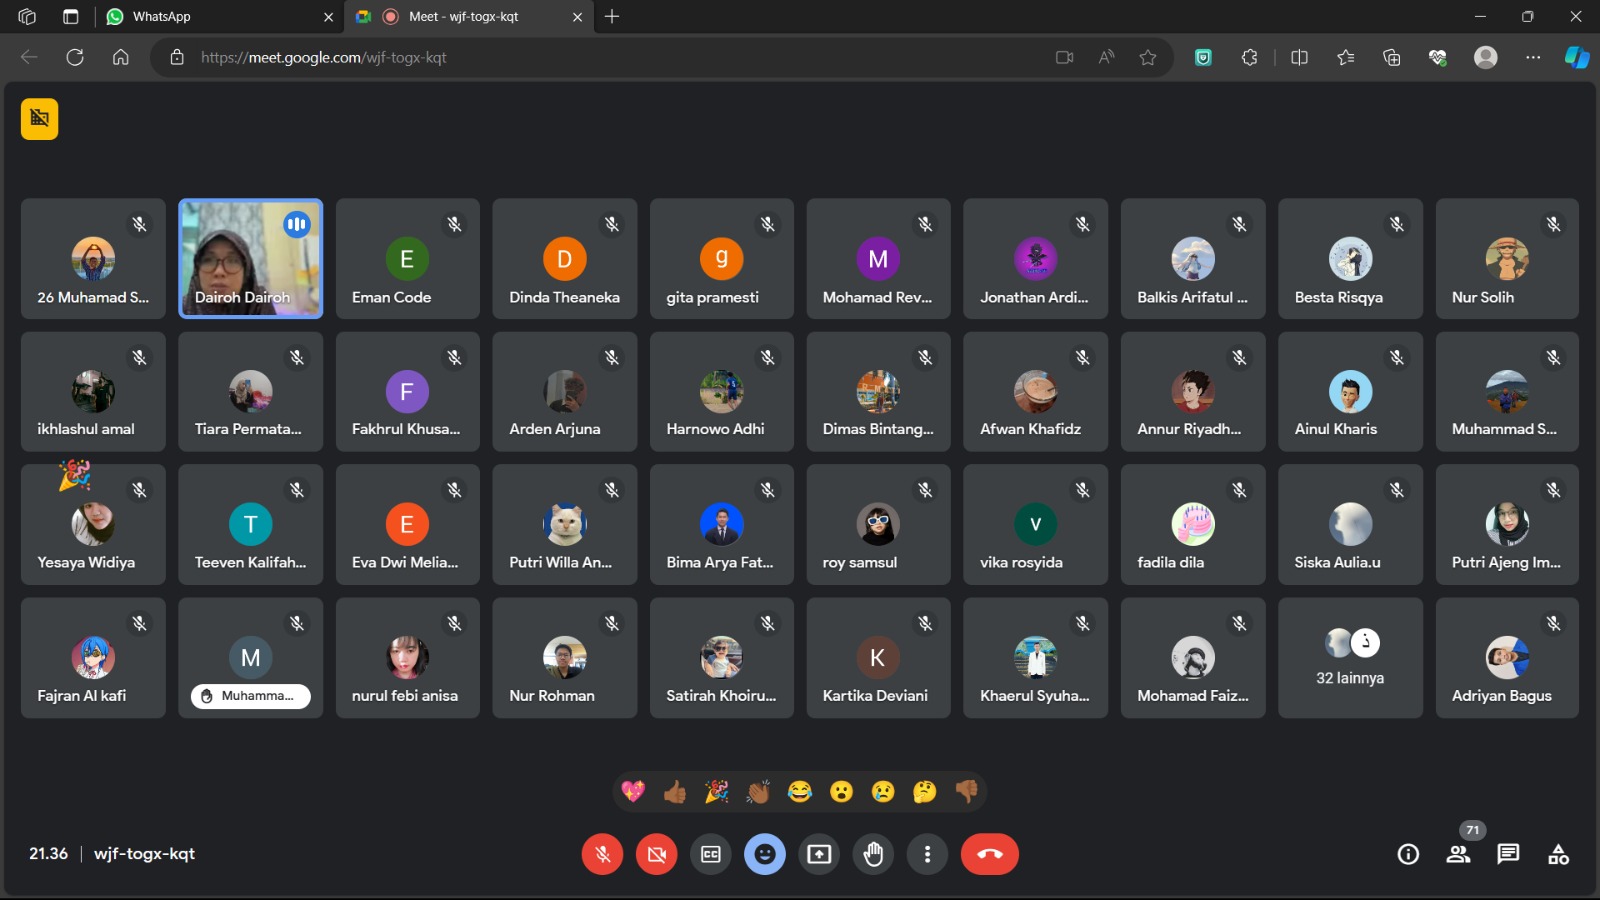 WhatsApp
Meet - wjf-togx-kqt
https://meet.google.com/wjf-togx-kqt
26 Muhamad S...
Dairoh Dairoh
E
Eman Code
D
Dinda Theaneka
g
gita pramesti
M
Mohamad Rev...
Jonathan Ardi...
Balkis Arifatul ...
Besta Risqya
Nur Solih
ikhlashul amal
Tiara Permata...
F
Fakhrul Khusa...
Arden Arjuna
Harnowo Adhi
Dimas Bintang...
Afwan Khafidz
Annur Riyadh...
Ainul Kharis
Muhammad S...
Yesaya Widiya
T
Teeven Kalifah...
E
Eva Dwi Melia...
Putri Willa An...
Bima Arya Fat...
roy samsul
v
vika rosyida
fadila dila
Siska Aulia.u
Putri Ajeng Im...
Fajran Al kafi
M
Muhamma...
nurul febi anisa
Nur Rohman
Satirah Khoiru...
K
Kartika Deviani
Khaerul Syuha...
Mohamad Faiz...
ذ
32 lainnya
Adriyan Bagus
21.36 | wjf-togx-kqt
CC
71